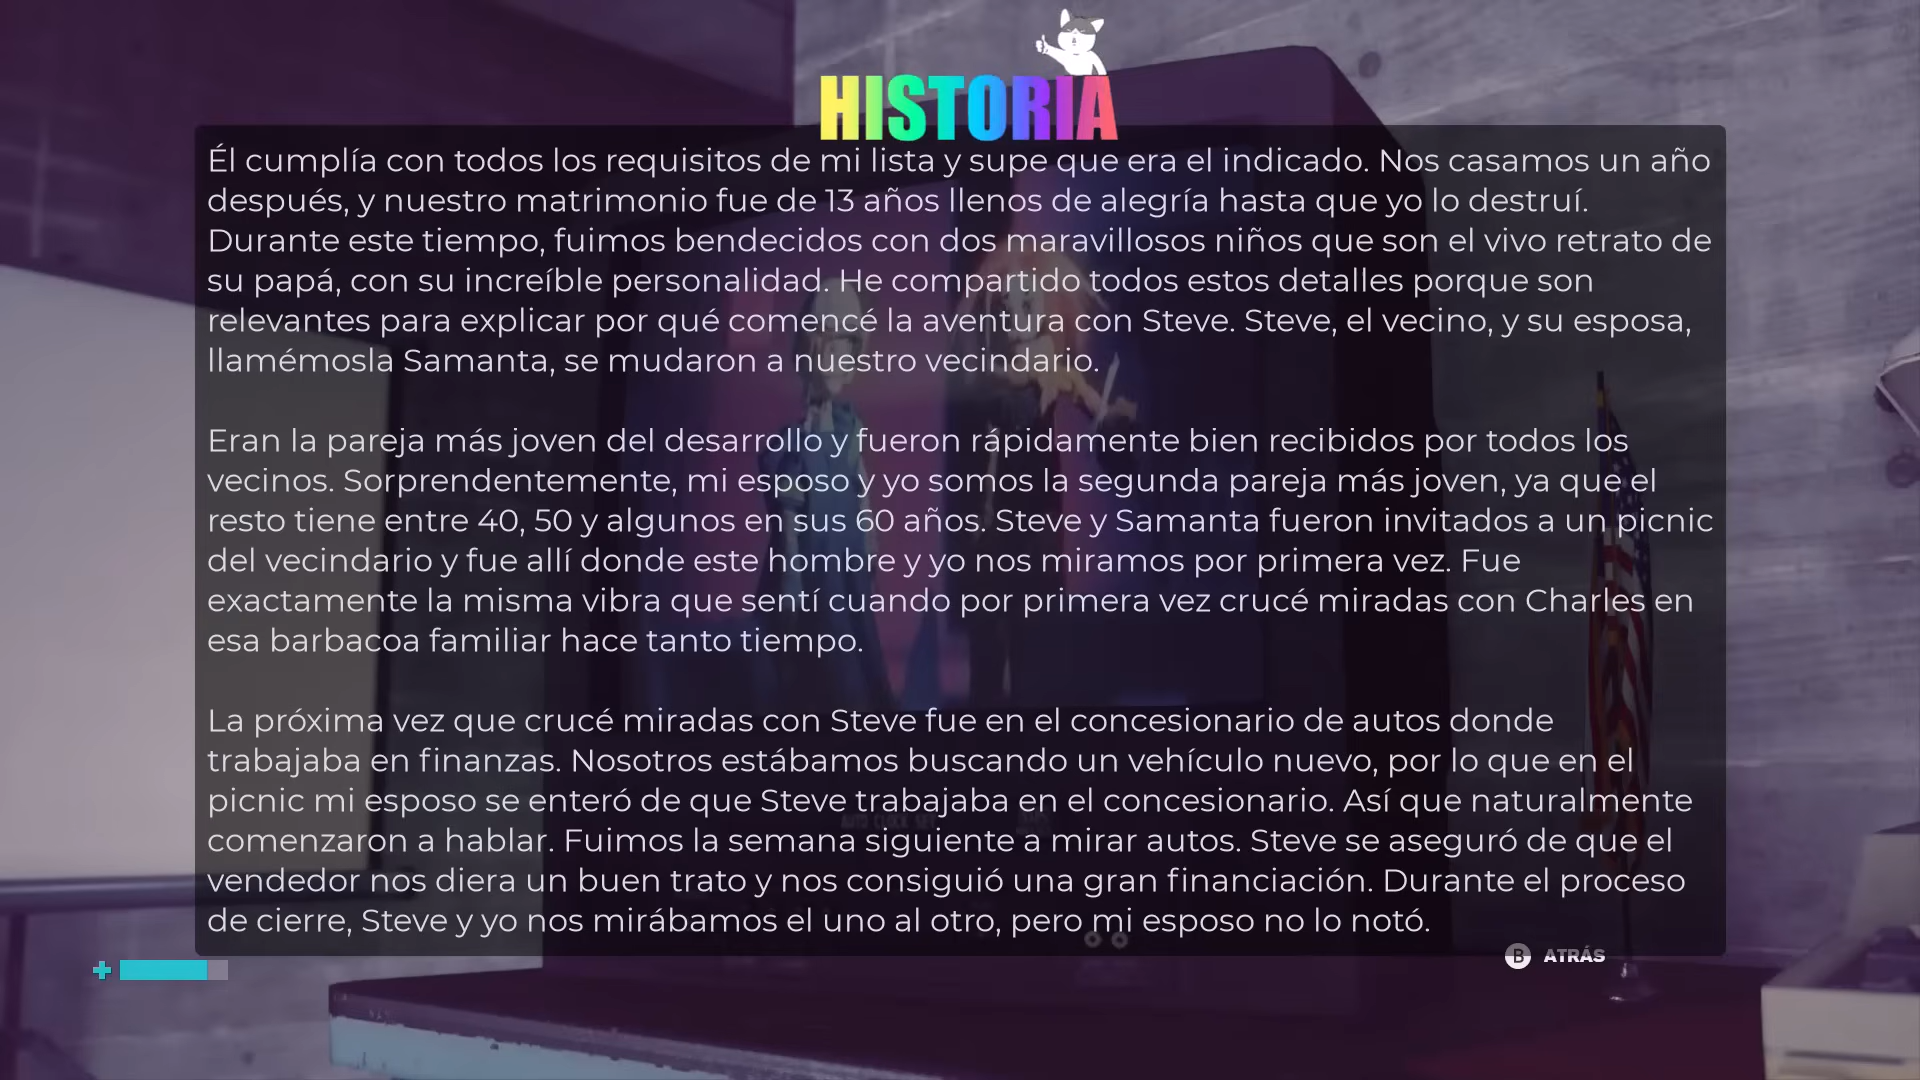 HISTORIA
Él cumplía con todos los requisitos de mi lista y supe que era el indicado. Nos casamos un año
después, y nuestro matrimonio fue de 13 años llenos de alegría hasta que yo lo destruí.
Durante este tiempo, fuimos bendecidos con dos maravillosos niños que son el vivo retrato de
su papá, con su increíble personalidad. He compartido todos estos detalles porque son
relevantes para explicar por qué comencé la aventura con Steve. Steve, el vecino, y su esposa,
llamémosla Samanta, se mudaron a nuestro vecindario.
Eran la pareja más joven del desarrollo y fueron rápidamente bien recibidos por todos los
vecinos. Sorprendentemente, mi esposo y yo somos la segunda pareja más joven, ya que el
resto tiene entre 40, 50 y algunos en sus 60 años. Steve y Samanta fueron invitados a un picnic
del vecindario y fue allí donde este hombre y yo nos miramos por primera vez. Fue
exactamente la misma vibra que sentí cuando por primera vez crucé miradas con Charles en
esa barbacoa familiar hace tanto tiempo.
La próxima vez que crucé miradas con Steve fue en el concesionario de autos donde
trabajaba en finanzas. Nosotros estábamos buscando un vehículo nuevo, por lo que en el
picnic mi esposo se enteró de que Steve trabajaba en el concesionario. Así que naturalmente
comenzaron a hablar. Fuimos la semana siguiente a mirar autos. Steve se aseguró de que el
vendedor nos diera un buen trato y nos consiguió una gran financiación. Durante el proceso
de cierre, Steve y yo nos mirábamos el uno al otro, pero mi esposo no lo notó.
B ATRÁS